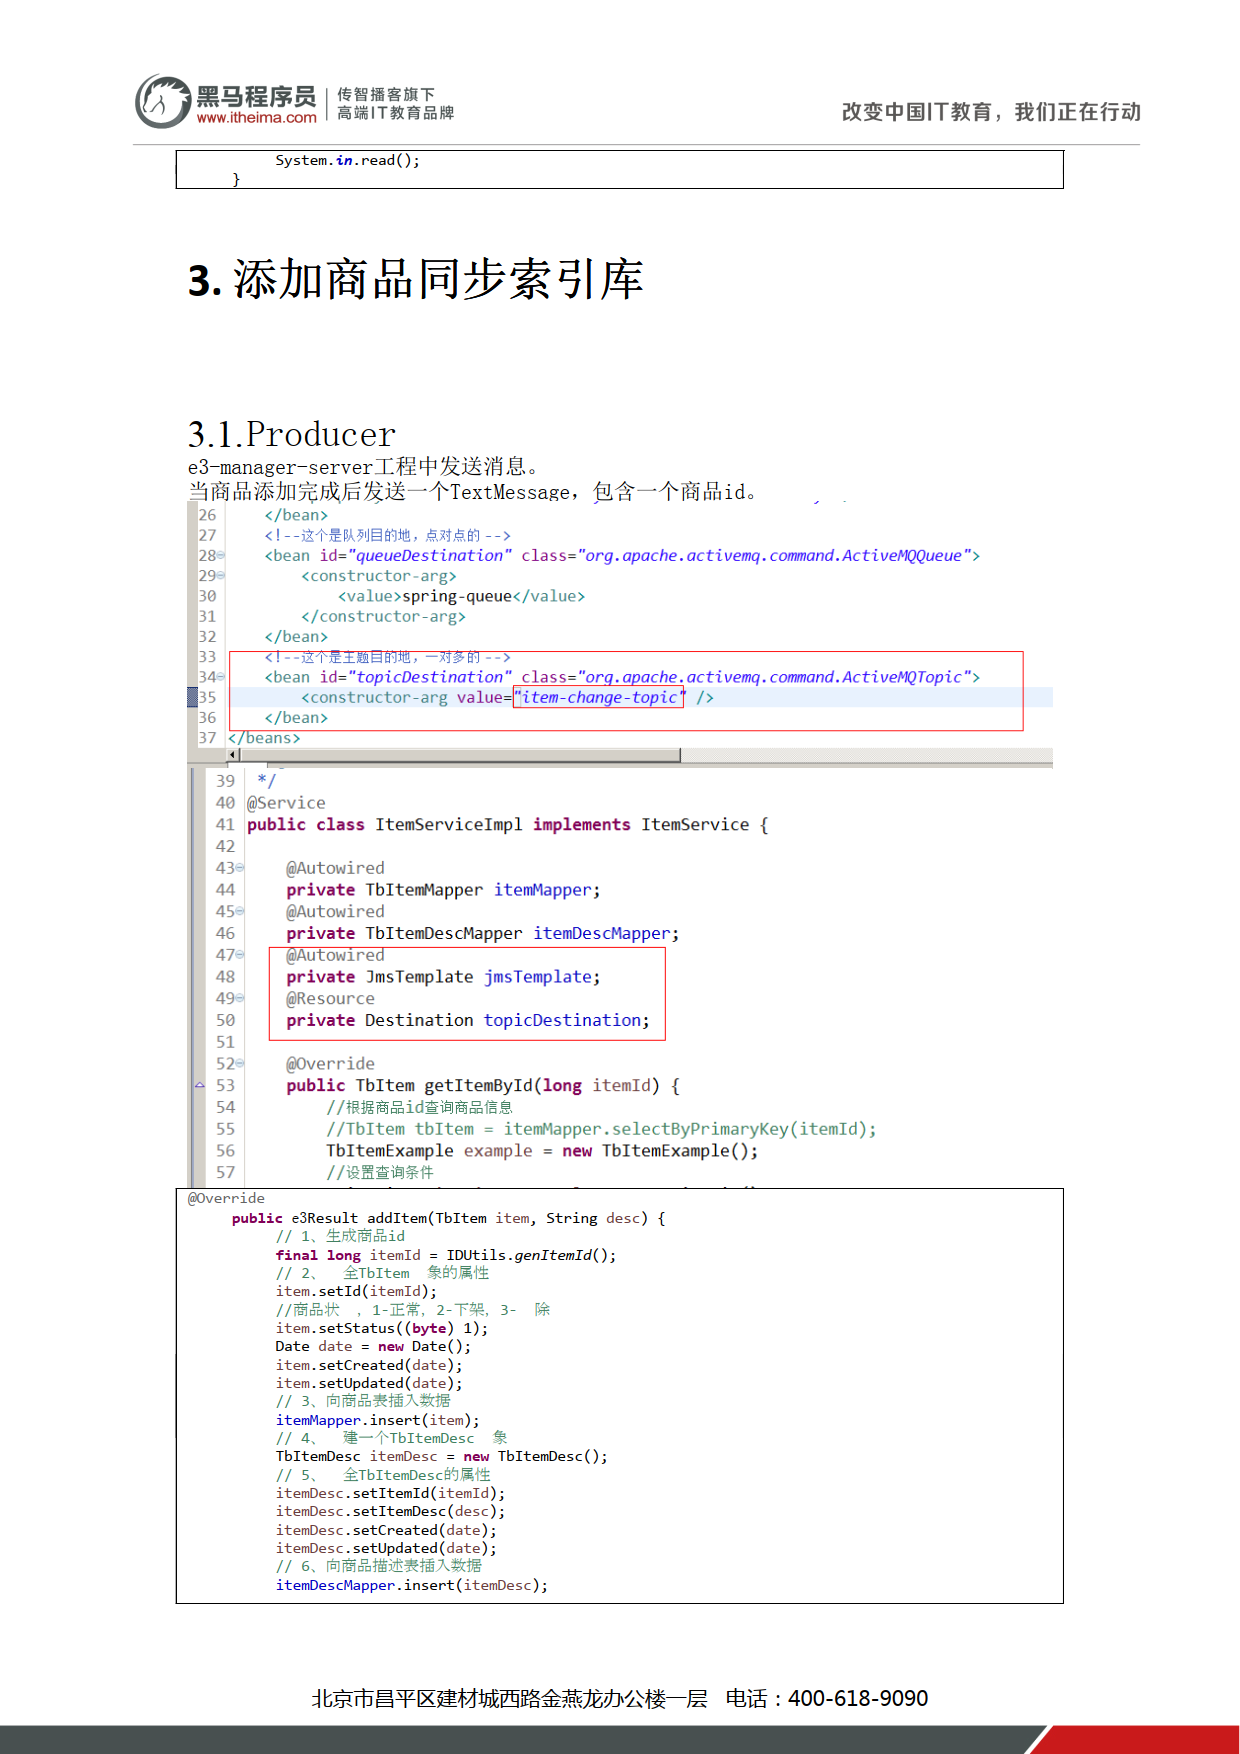 黑马程序员
www.itheima.com
传智播客旗下
高端IT教育品牌
改变中国IT教育，我们正在行动
System.in.read();
}
3. 添加商品同步索引库
3.1.Producer
e3-manager-server工程中发送消息。
当商品添加完成后发送一个TextMessage，包含一个商品id。
26 </bean>
27 <!--这个是队列目的地，点对点的 -->
28 <bean id="queueDestination" class="org.apache.activemq.command.ActiveMQQueue">
29 <constructor-arg>
30 <value>spring-queue</value>
31 </constructor-arg>
32 </bean>
33 <!--这个是主题目的地，一对多的 -->
34 <bean id="topicDestination" class="org.apache.activemq.command.ActiveMQTopic">
35 <constructor-arg value="item-change-topic" />
36 </bean>
37 </beans>
39 */
40 @Service
41 public class ItemServiceImpl implements ItemService {
42
43 @Autowired
44 private TbItemMapper itemMapper;
45 @Autowired
46 private TbItemDescMapper itemDescMapper;
47 @Autowired
48 private JmsTemplate jmsTemplate;
49 @Resource
50 private Destination topicDestination;
51
52 @Override
53 public TbItem getItemById(long itemId) {
54 //根据商品id查询商品信息
55 //TbItem tbItem = itemMapper.selectByPrimaryKey(itemId);
56 TbItemExample example = new TbItemExample();
57 //设置查询条件
@Override
public e3Result addItem(TbItem item, String desc) {
// 1、生成商品id
final long itemId = IDUtils.genItemId();
// 2、 全TbItem 象的属性
item.setId(itemId);
//商品状 ，1-正常，2-下架，3- 除
item.setStatus((byte) 1);
Date date = new Date();
item.setCreated(date);
item.setUpdated(date);
// 3、向商品表插入数据
itemMapper.insert(item);
// 4、 建一个TbItemDesc 象
TbItemDesc itemDesc = new TbItemDesc();
// 5、 全TbItemDesc的属性
itemDesc.setItemId(itemId);
itemDesc.setItemDesc(desc);
itemDesc.setCreated(date);
itemDesc.setUpdated(date);
// 6、向商品描述表插入数据
itemDescMapper.insert(itemDesc);
北京市昌平区建材城西路金燕龙办公楼一层 电话：400-618-9090